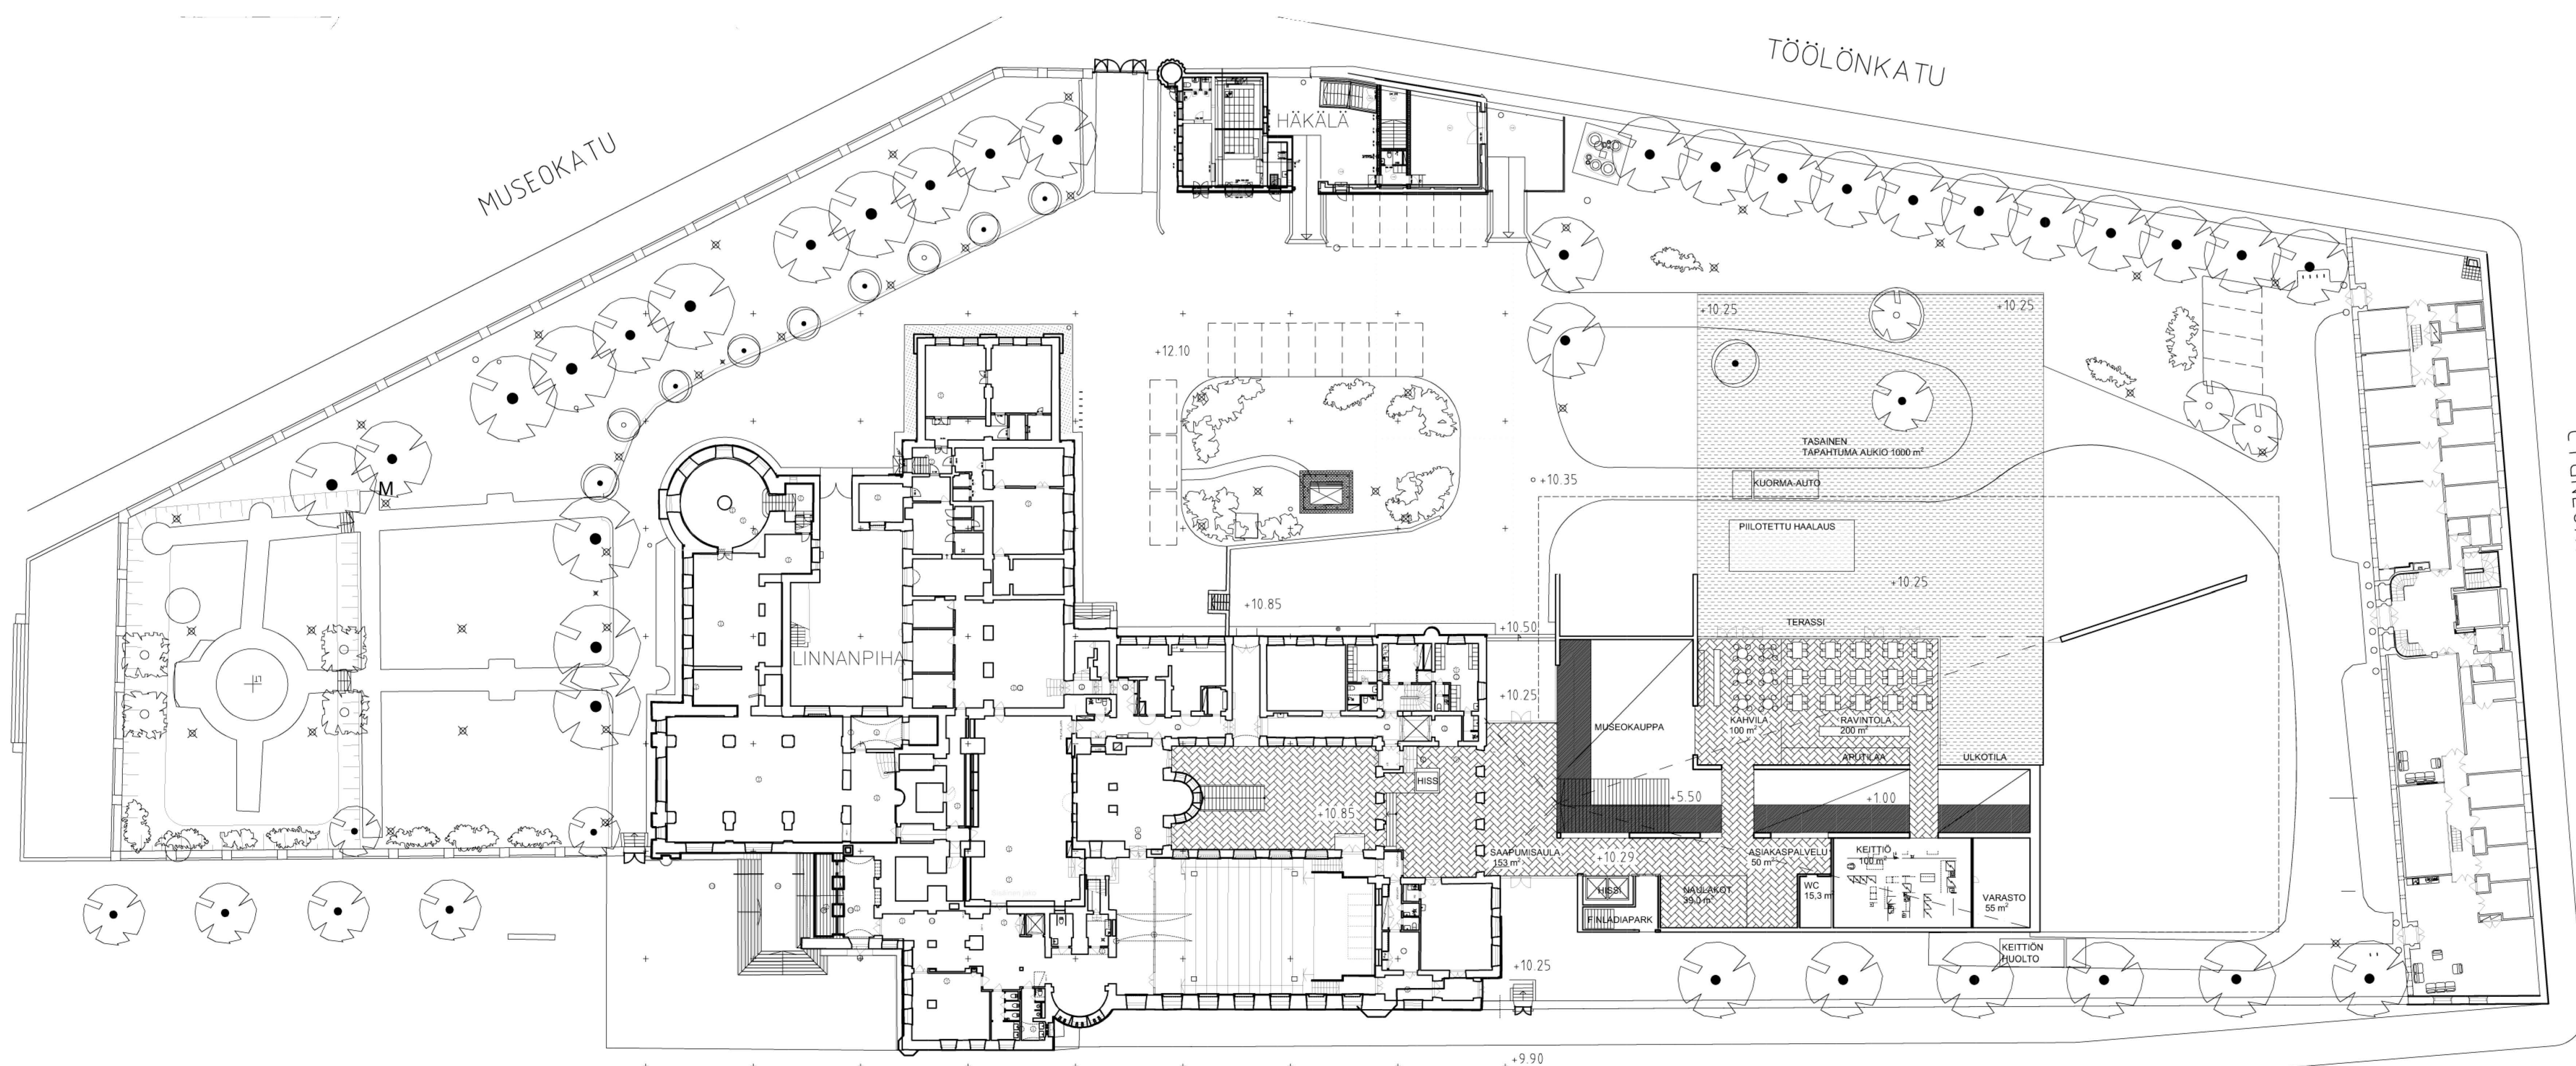 TÖÖLÖNKATU
MUSEOKATU
HÄKÄLÄ
+10.25
+10.25
+12.10
TASAINEN
TAPAHTUMA AUKIO 1000 m²
+10.35
KUORMA-AUTO
M
PIILOTETTU HAALAUS
+10.25
+10.85
TERASSI
+10.50
LINNANPIHA
LT
+10.25
MUSEOKAUPPA
KAHVILA
100 m²
RAVINTOLA
200 m²
APUTILAA
ULKOTILA
HISSI
+5.50
+1.00
+10.85
SAAPUMISAULA
153 m²
+10.29
ASIAKASPALVELU
50 m²
KEITTIÖ
100 m²
HISSI
NAULAKOT
39,0 m²
WC
15,3 m²
VARASTO
55 m²
FINLADIAPARK
KEITTIÖN
HUOLTO
+10.25
+9.90